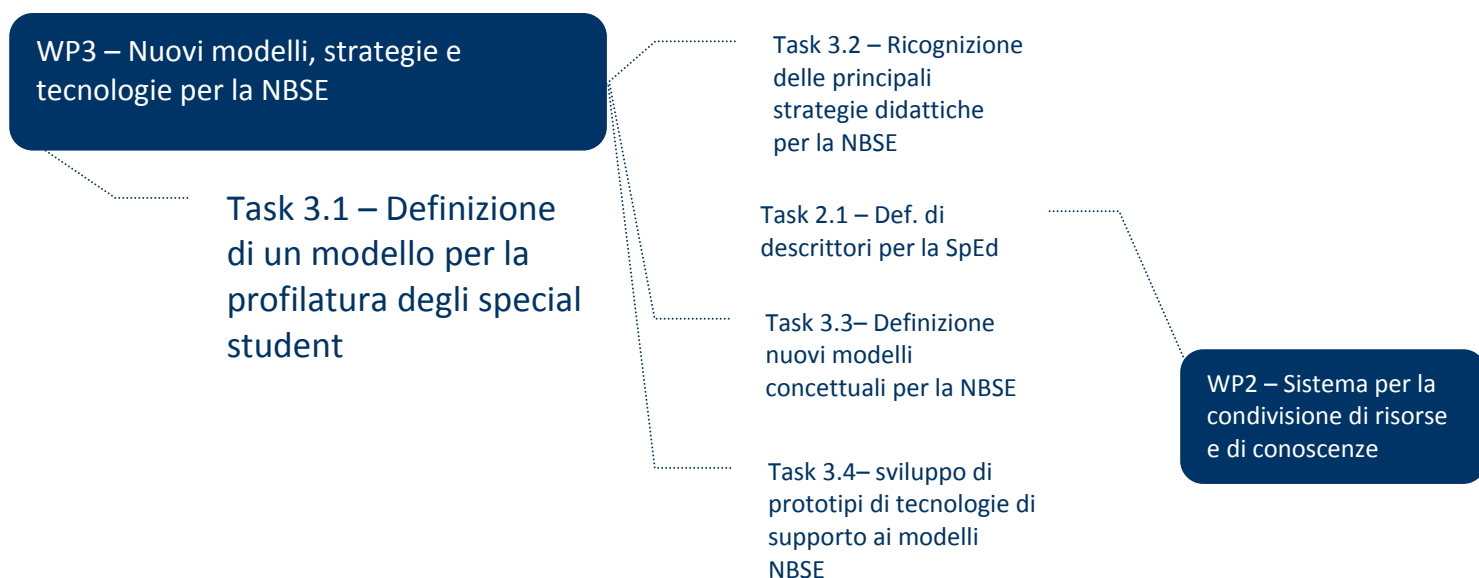 WP3 – Nuovi modelli, strategie e
tecnologie per la NBSE
Task 3.1 – Definizione
di un modello per la
profilatura degli special
student
Task 3.2 – Ricognizione
delle principali
strategie didattiche
per la NBSE
Task 2.1 – Def. di
descrittori per la SpEd
Task 3.3– Definizione
nuovi modelli
concettuali per la NBSE
Task 3.4– sviluppo di
prototipi di tecnologie di
supporto ai modelli
NBSE
WP2 – Sistema per la
condivisione di risorse
e di conoscenze